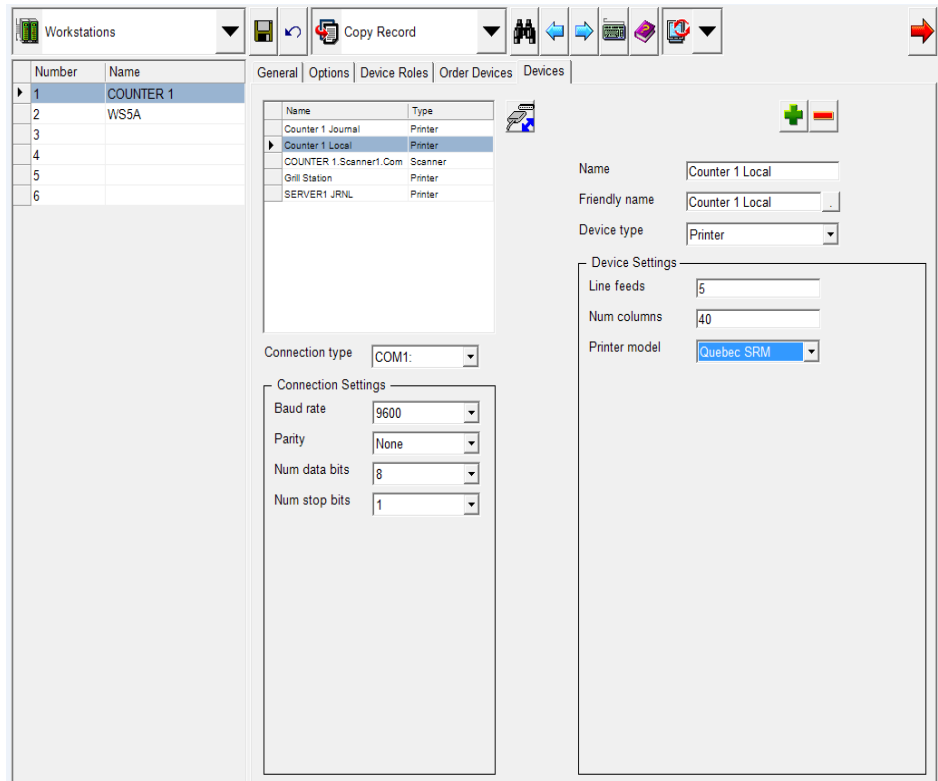 Workstations
Copy Record
Number Name
1 COUNTER 1
2 WS5A
3
4
5
6
General Options Device Roles Order Devices Devices
Name Type
Counter 1 Journal Printer
Counter 1 Local Printer
COUNTER 1.Scanner1.Com Scanner
Grill Station Printer
SERVER1 JRNL Printer
Connection type COM1:
Connection Settings
Baud rate 9600
Parity None
Num data bits 8
Num stop bits 1
Name Counter 1 Local
Friendly name Counter 1 Local .
Device type Printer
Device Settings
Line feeds 5
Num columns 40
Printer model Quebec SRM